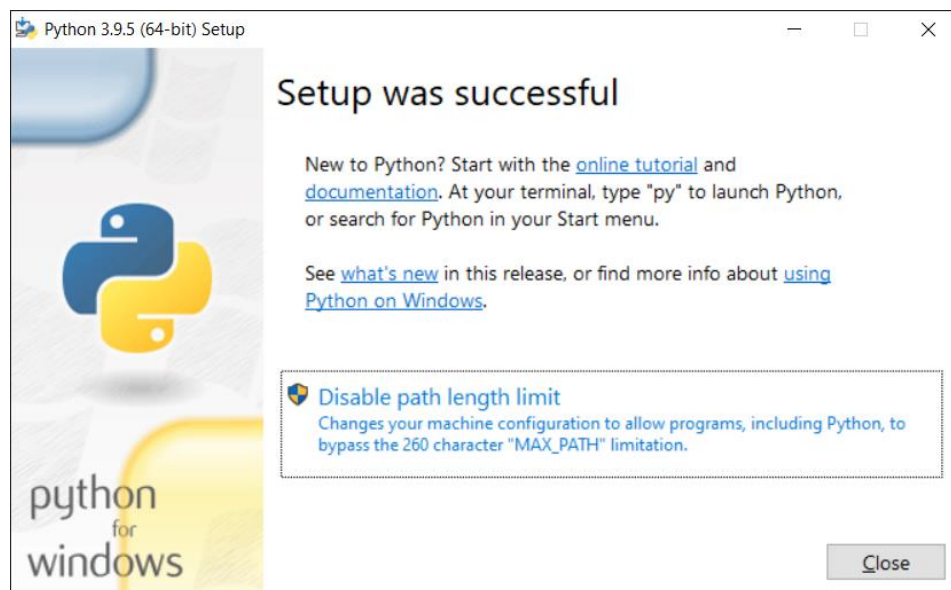 Python 3.9.5 (64-bit) Setup
Setup was successful
New to Python? Start with the online tutorial and
documentation. At your terminal, type "py" to launch Python,
or search for Python in your Start menu.
See what's new in this release, or find more info about using
Python on Windows.
Disable path length limit
Changes your machine configuration to allow programs, including Python, to
bypass the 260 character "MAX_PATH" limitation.
python
for
windows
Close